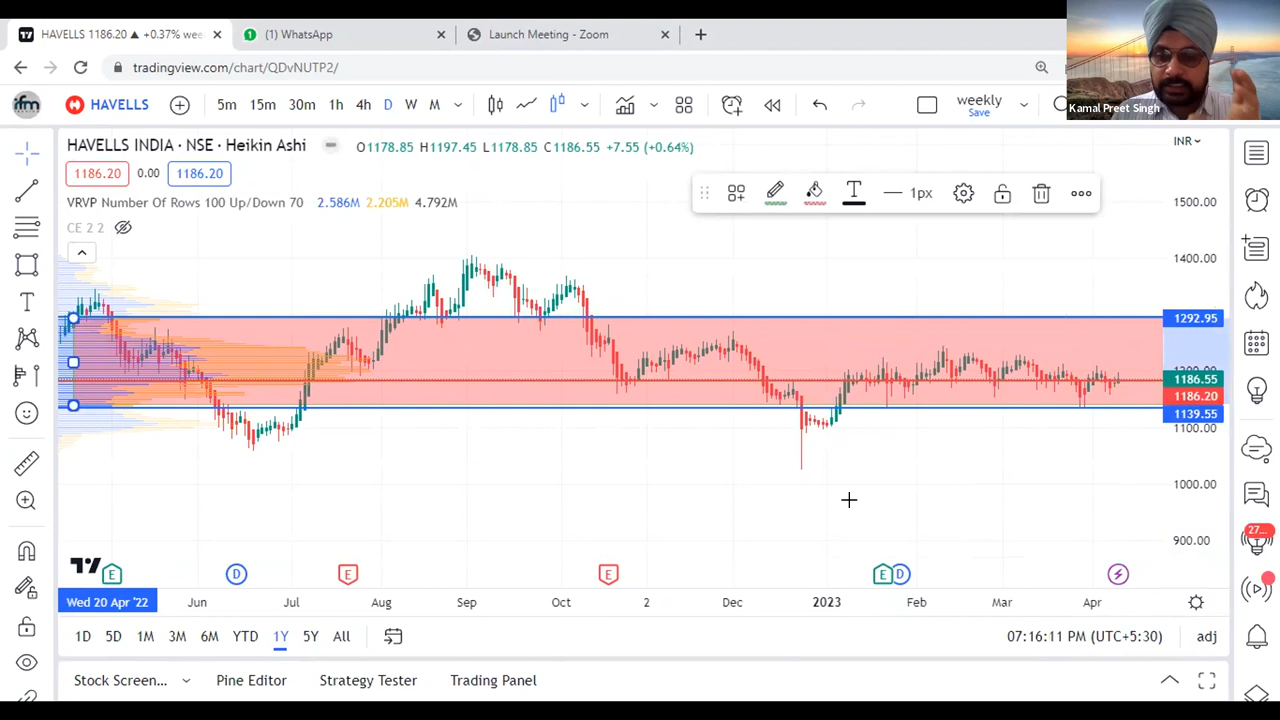 HAVELLS 1186.20 ▲ +0.37% wee
(1) WhatsApp
Launch Meeting - Zoom
tradingview.com/chart/QDvNUTP2/
Kamal Preet Singh
ifm
HAVELLS
5m 15m 30m 1h 4h D W M
weekly
Save
HAVELLS INDIA · NSE · Heikin Ashi
O1178.85 H1197.45 L1178.85 C1186.55 +7.55 (+0.64%)
INR
1186.20 0.00 1186.20
1px
VRVP Number Of Rows 100 Up/Down 70 2.586M 2.205M 4.792M
CE 2 2
1500.00
1400.00
1292.95
1186.55
1186.20
1139.55
1100.00
1000.00
900.00
E D E E E D
Wed 20 Apr '22 Jun Jul Aug Sep Oct 2 Dec 2023 Feb Mar Apr
1D 5D 1M 3M 6M YTD 1Y 5Y All
07:16:11 PM (UTC+5:30) adj
Stock Screen... Pine Editor Strategy Tester Trading Panel